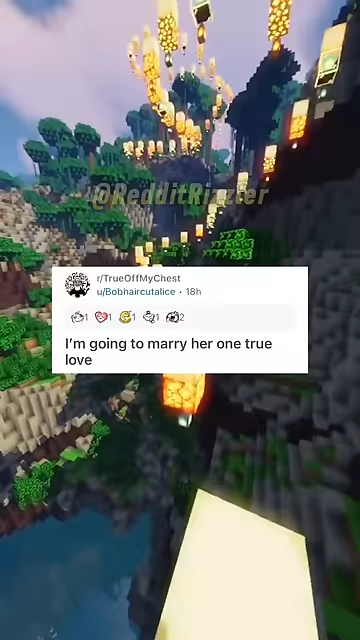 @RedditRizzler
r/TrueOffMyChest
u/Bobhaircutalice • 18h
1 1 1 1 2
I'm going to marry her one true
love